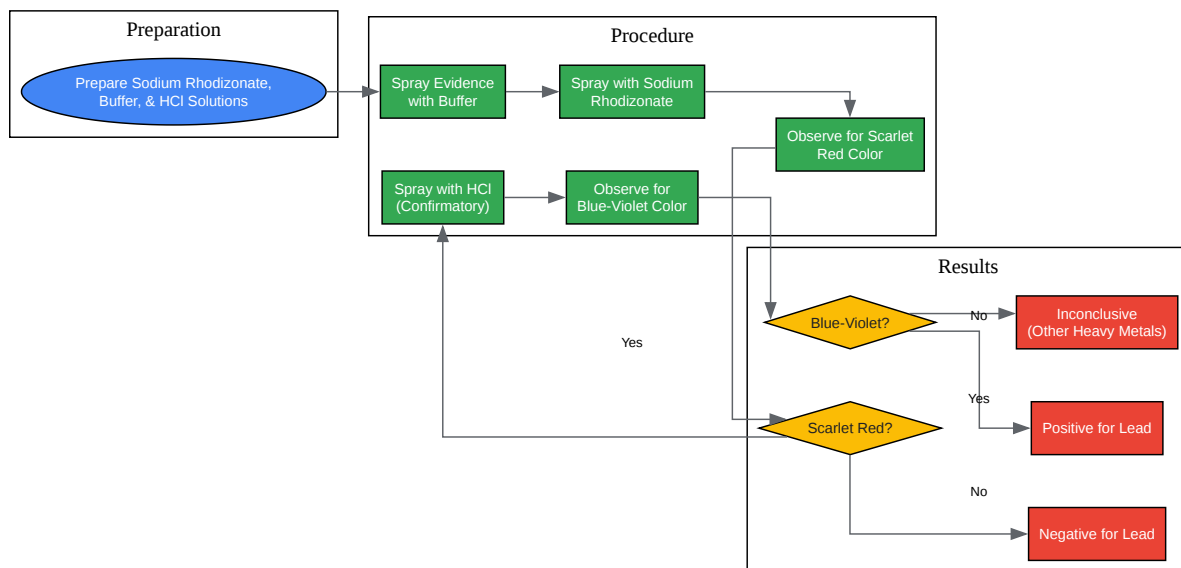 Preparation
Prepare Sodium Rhodizonate,
Buffer, & HCl Solutions
Procedure
Spray Evidence
with Buffer
Spray with Sodium
Rhodizonate
Observe for Scarlet
Red Color
Spray with HCl
(Confirmatory)
Observe for
Blue-Violet Color
Results
Blue-Violet?
No
Inconclusive
(Other Heavy Metals)
Yes
Yes
Scarlet Red?
Positive for Lead
No
Negative for Lead